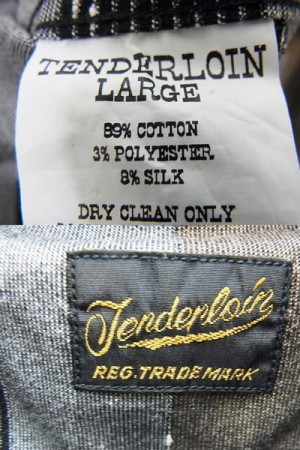 TENDERLOIN
LARGE
89% COTTON
3% POLYESTER
8% SILK
DRY CLEAN ONLY
Tenderloin
REG. TRADE MARK